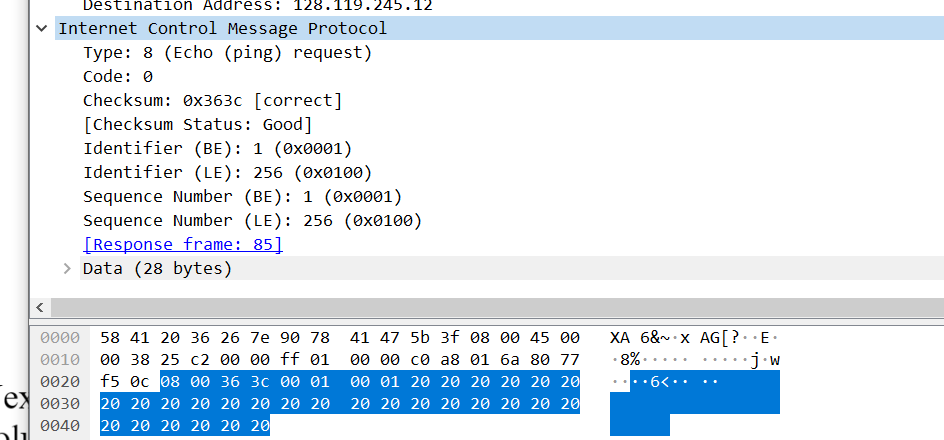 Destination Address: 128.119.245.12
Internet Control Message Protocol
Type: 8 (Echo (ping) request)
Code: 0
Checksum: 0x363c [correct]
[Checksum Status: Good]
Identifier (BE): 1 (0x0001)
Identifier (LE): 256 (0x0100)
Sequence Number (BE): 1 (0x0001)
Sequence Number (LE): 256 (0x0100)
[Response frame: 85]
Data (28 bytes)
0000 58 41 20 36 26 7e 90 78 41 47 5b 3f 08 00 45 00 XA 6&~·x AG[?··E·
0010 00 38 25 c2 00 00 ff 01 00 00 c0 a8 01 6a 80 77 ·8%····· ·····j·w
0020 f5 0c 08 00 36 3c 00 01 00 01 20 20 20 20 20 20 ····6<·· ··
0030 20 20 20 20 20 20 20 20 20 20 20 20 20 20 20 20
0040 20 20 20 20 20 20